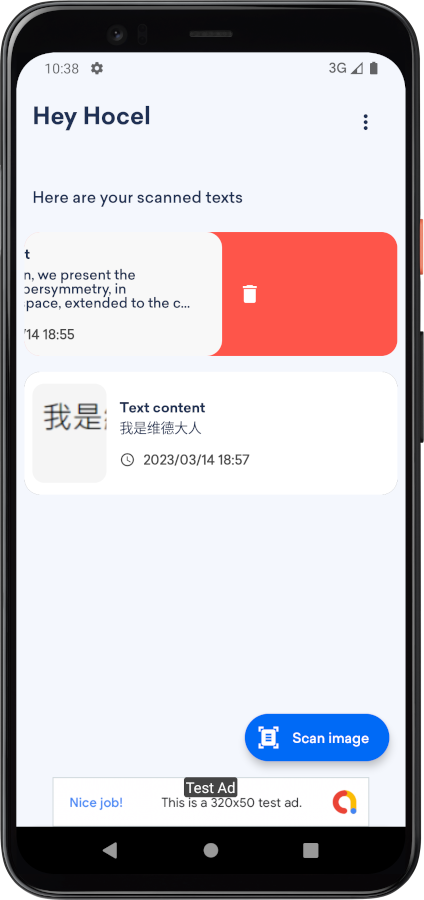 10:38
3G
Hey Hocel
Here are your scanned texts
t
n, we present the
persymmetry, in
pace, extended to the c...
/14 18:55
我是
Text content
我是维德大人
2023/03/14 18:57
Scan image
Test Ad
Nice job!
This is a 320x50 test ad.